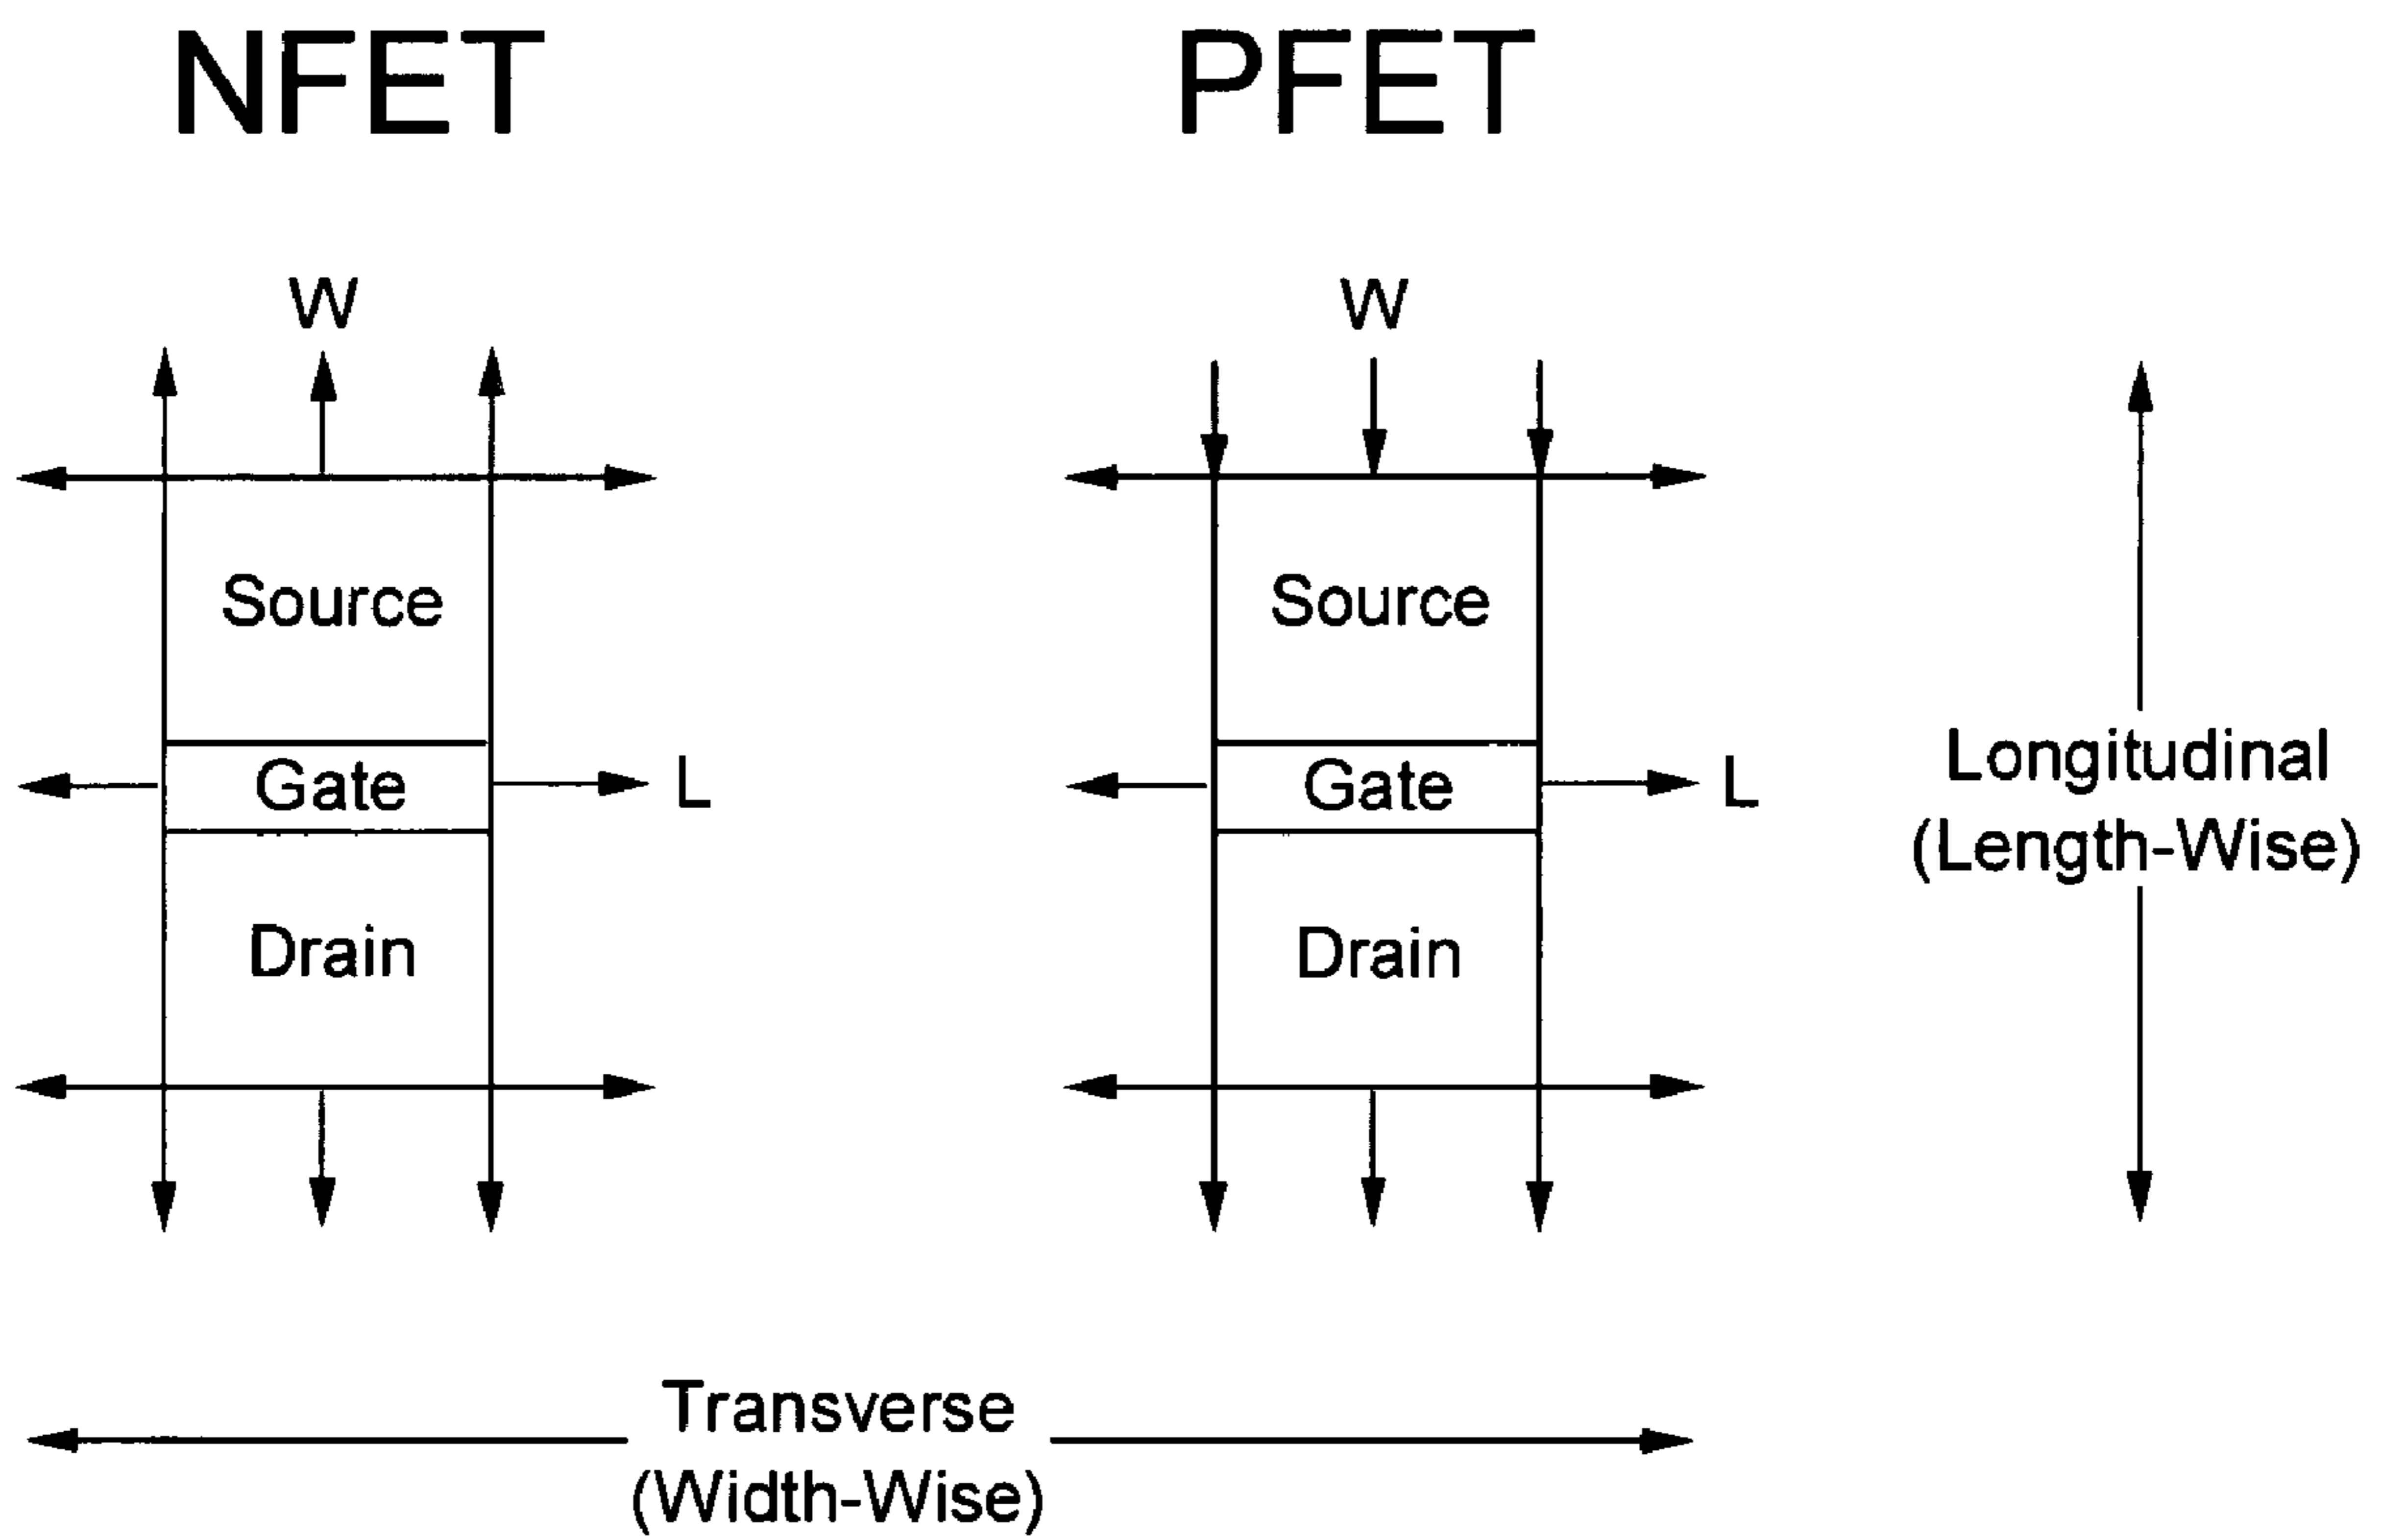 NFET
PFET
W
W
Source
Source
Gate
L
Gate
L
Longitudinal
(Length-Wise)
Drain
Drain
Transverse
(Width-Wise)